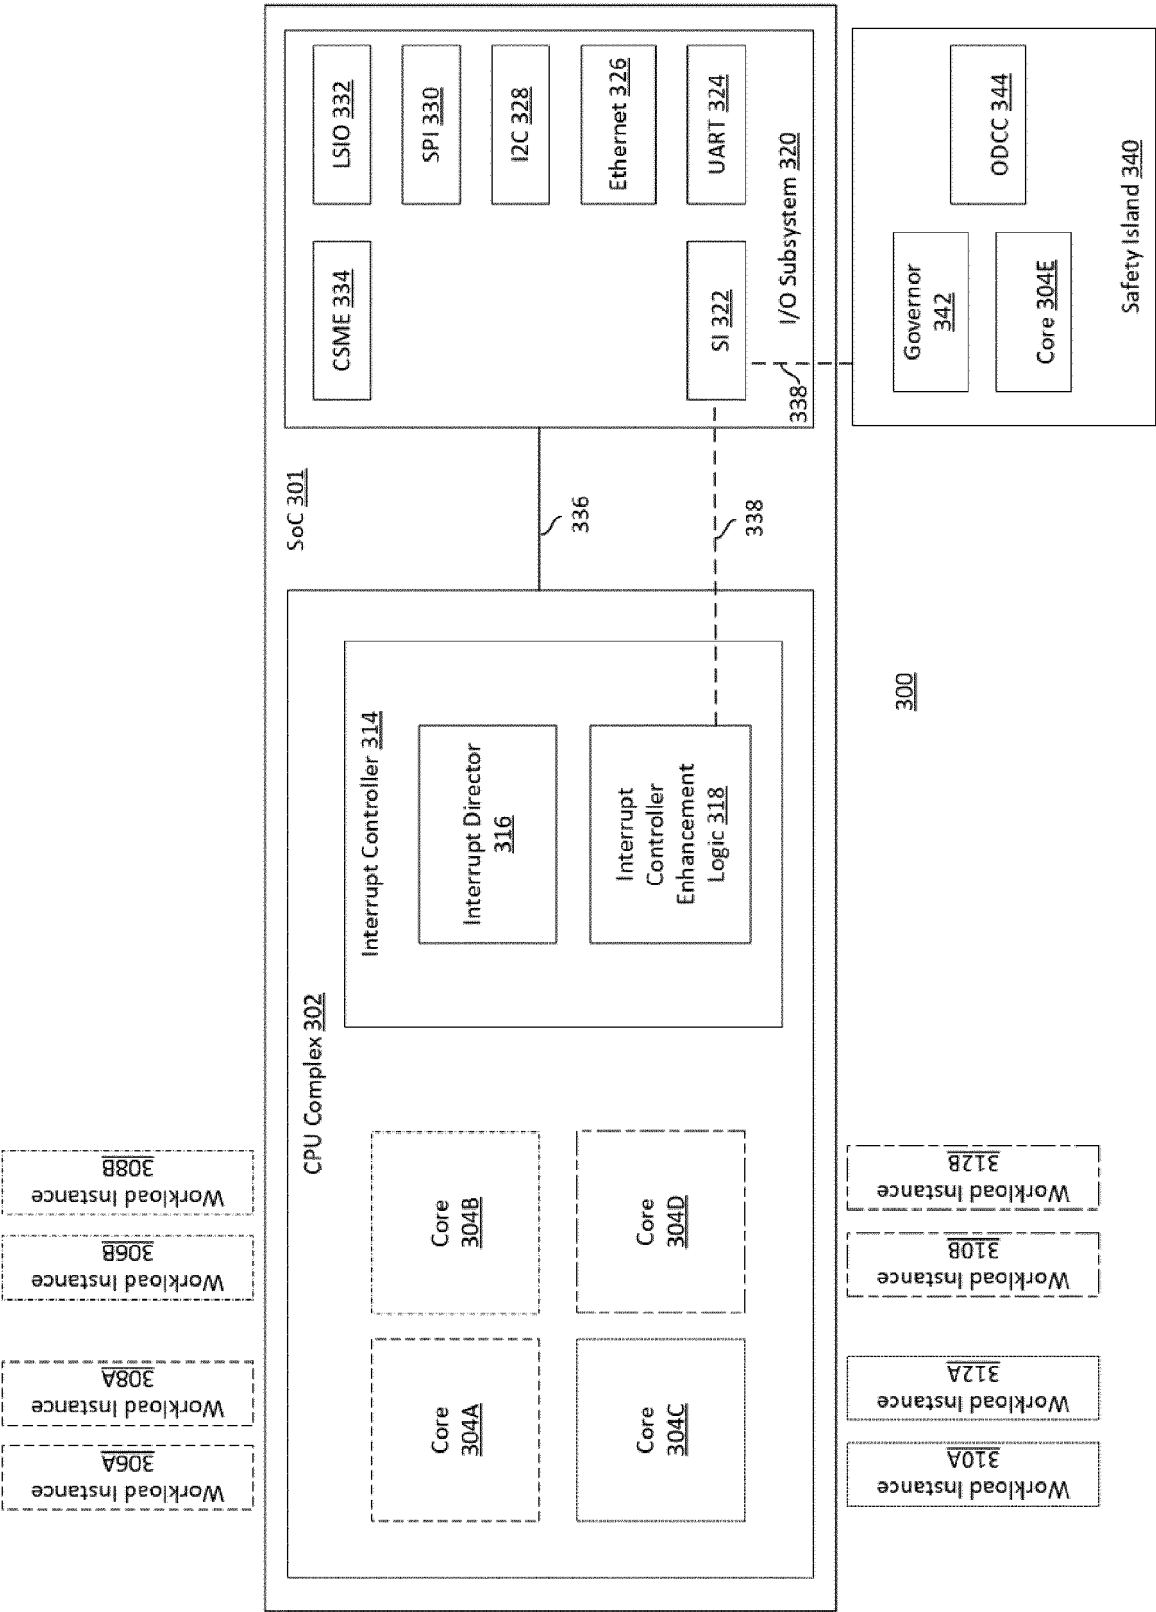 Workload Instance
306A
Workload Instance
308A
Workload Instance
306B
Workload Instance
308B
SoC 301
CPU Complex 302
Core
304A
Core
304B
Core
304C
Core
304D
Interrupt Controller 314
Interrupt Director
316
Interrupt
Controller
Enhancement
Logic 318
336
338
CSME 334
LSIO 332
SPI 330
I2C 328
Ethernet 326
SI 322
UART 324
I/O Subsystem 320
338
Workload Instance
310A
Workload Instance
312A
Workload Instance
310B
Workload Instance
312B
300
Governor
342
ODCC 344
Core 304E
Safety Island 340